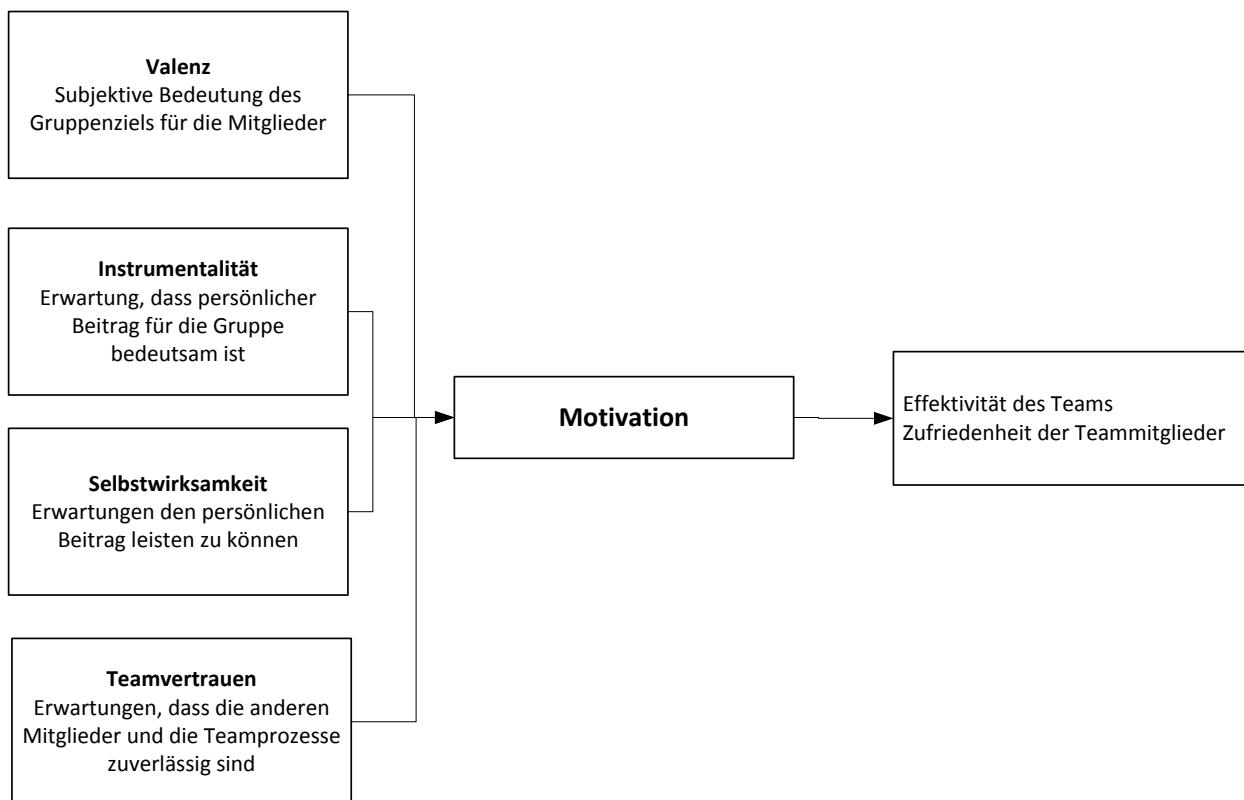 Valenz
Subjektive Bedeutung des
Gruppenziels für die Mitglieder
Instrumentalität
Erwartung, dass persönlicher
Beitrag für die Gruppe
bedeutsam ist
Selbstwirksamkeit
Erwartungen den persönlichen
Beitrag leisten zu können
Teamvertrauen
Erwartungen, dass die anderen
Mitglieder und die Teamprozesse
zuverlässig sind
Motivation
Effektivität des Teams
Zufriedenheit der Teammitglieder